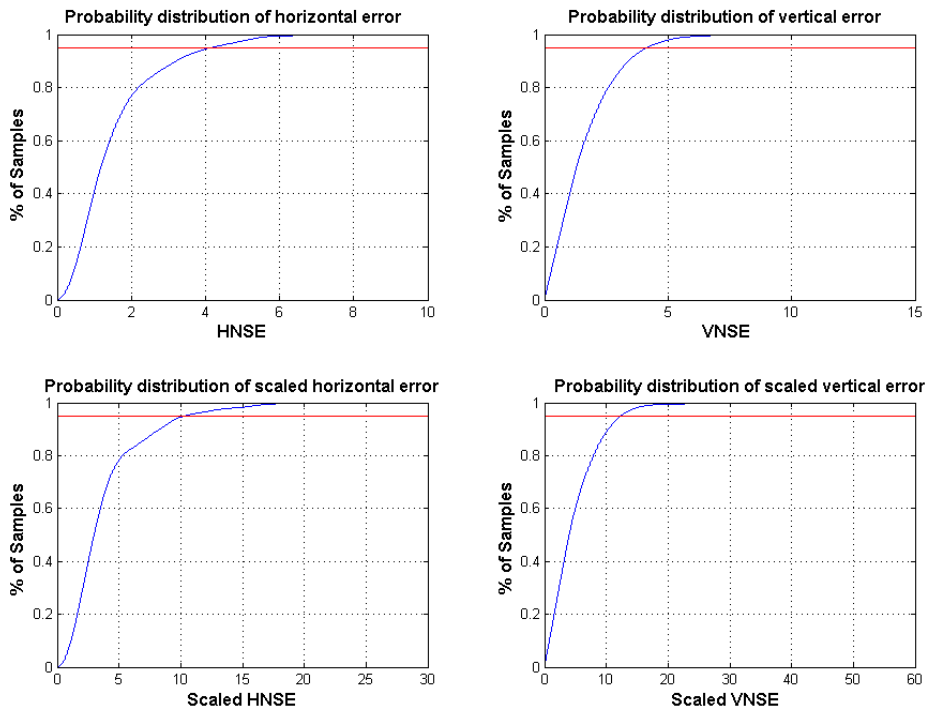 Probability distribution of horizontal error
1
0.8
0.6
0.4
0.2
0
% of Samples
0 2 4 6 8 10
HNSE
Probability distribution of vertical error
1
0.8
0.6
0.4
0.2
0
% of Samples
0 5 10 15
VNSE
Probability distribution of scaled horizontal error
1
0.8
0.6
0.4
0.2
0
% of Samples
0 5 10 15 20 25 30
Scaled HNSE
Probability distribution of scaled vertical error
1
0.8
0.6
0.4
0.2
0
% of Samples
0 10 20 30 40 50 60
Scaled VNSE